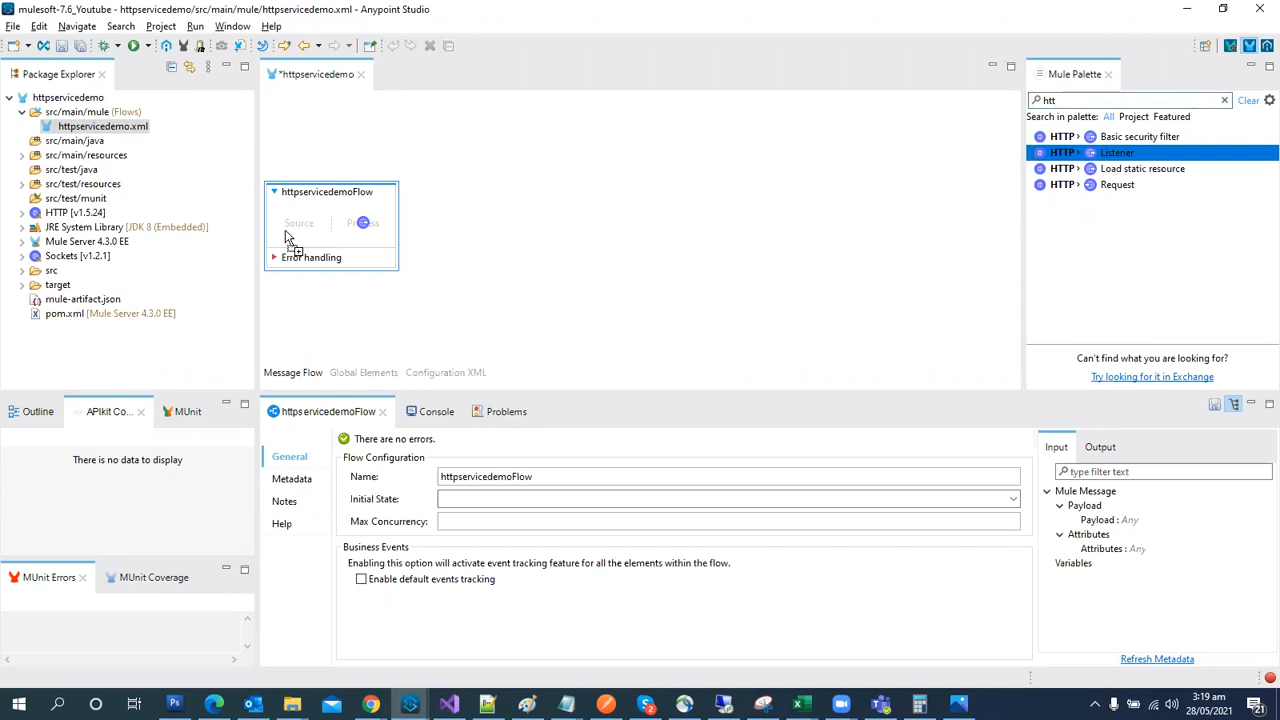 mulesoft-7.6_Youtube - httpservicedemo/src/main/mule/httpservicedemo.xml - Anypoint Studio
File Edit Navigate Search Project Run Window Help
Package Explorer
*httpservicedemo
Mule Palette
httpservicedemo
src/main/mule (Flows)
httpservicedemo.xml
src/main/java
src/main/resources
src/test/java
src/test/resources
src/test/munit
HTTP [v1.5.24]
JRE System Library [JDK 8 (Embedded)]
Mule Server 4.3.0 EE
Sockets [v1.2.1]
src
target
mule-artifact.json
pom.xml [Mule Server 4.3.0 EE]
httpservicedemoFlow
Source
Error handling
Message Flow Global Elements Configuration XML
htt
Clear
Search in palette: All Project Featured
HTTP › Basic security filter
HTTP › Listener
HTTP › Load static resource
HTTP › Request
Can't find what you are looking for?
Try looking for it in Exchange
Outline APIkit Co... MUnit
There is no data to display
MUnit Errors MUnit Coverage
httpservicedemoFlow Console Problems
There are no errors.
General
Metadata
Notes
Help
Flow Configuration
Name: httpservicedemoFlow
Initial State:
Max Concurrency:
Business Events
Enabling this option will activate event tracking feature for all the elements within the flow.
Enable default events tracking
Input Output
type filter text
Mule Message
Payload
Payload : Any
Attributes
Attributes : Any
Variables
Refresh Metadata
3:19 am
28/05/2021